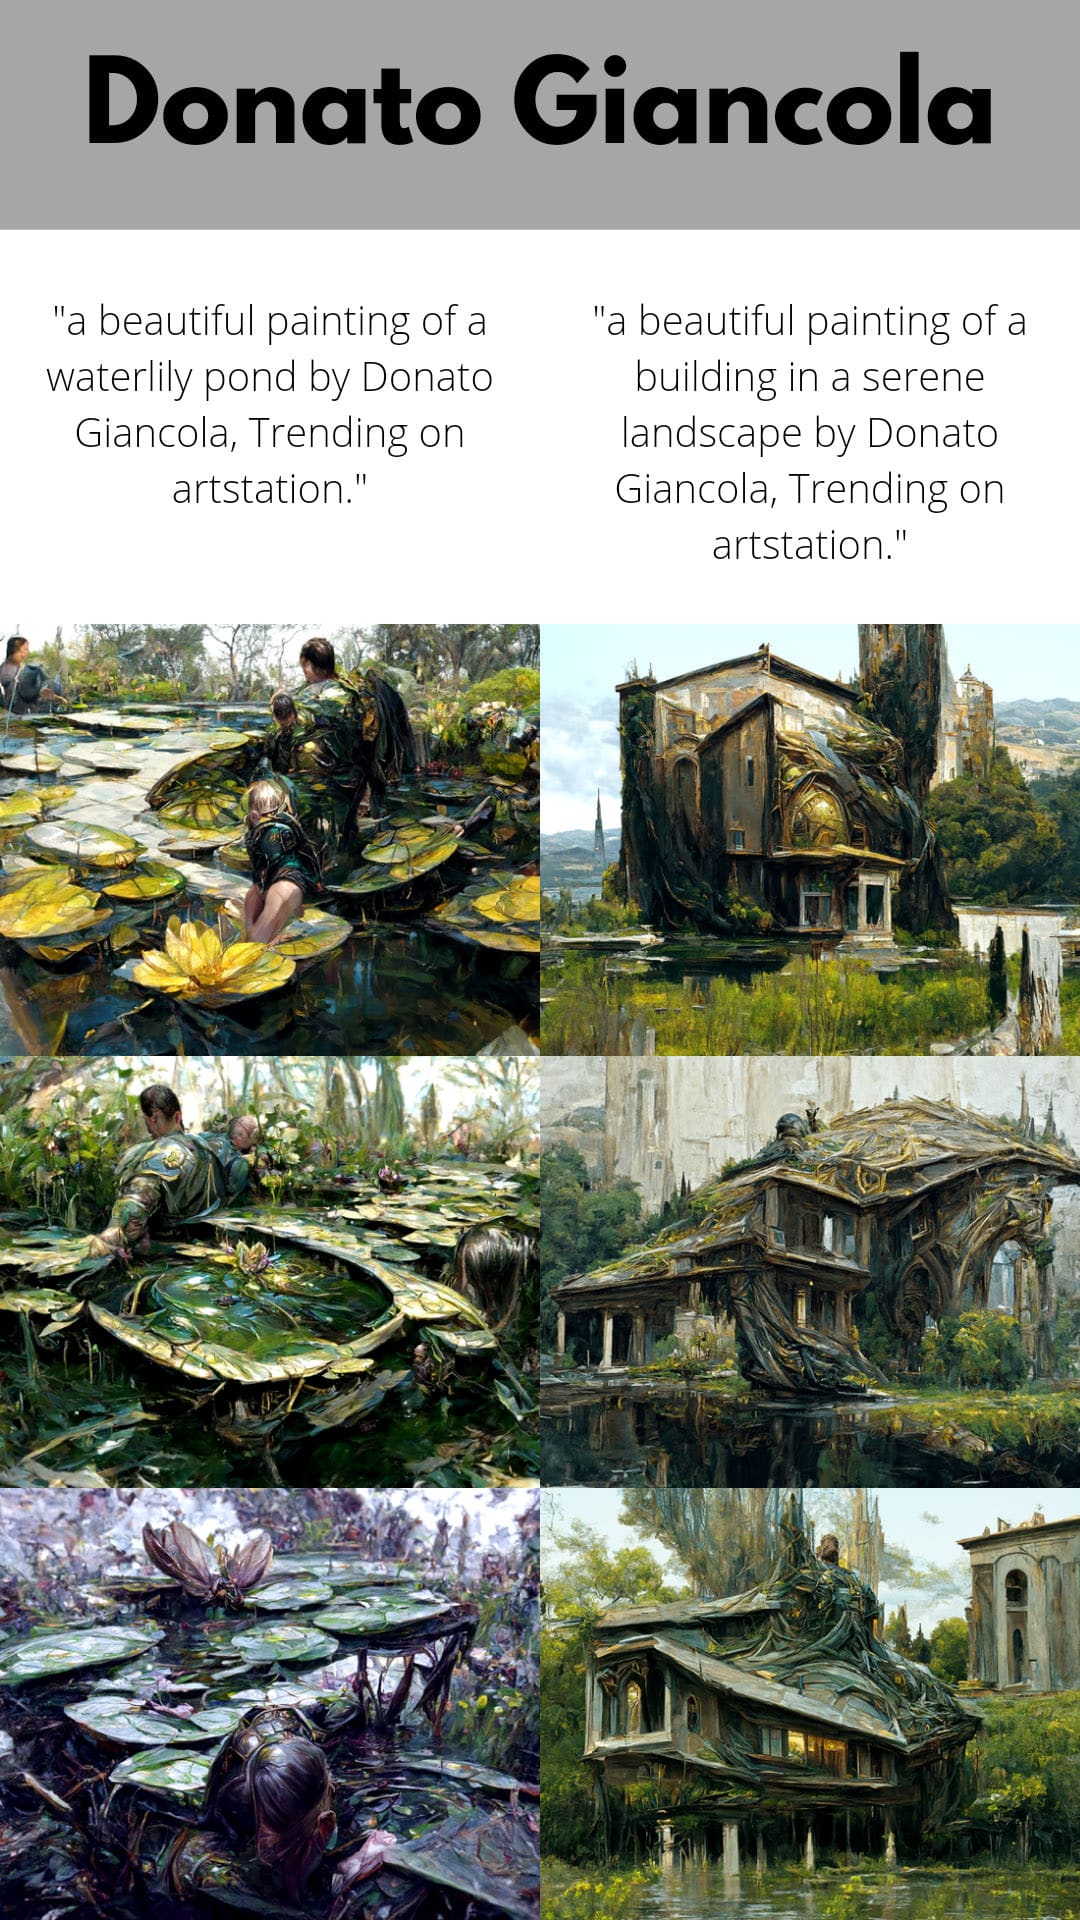 Donato Giancola
"a beautiful painting of a
waterlily pond by Donato
Giancola, Trending on
artstation."
"a beautiful painting of a
building in a serene
landscape by Donato
Giancola, Trending on
artstation."